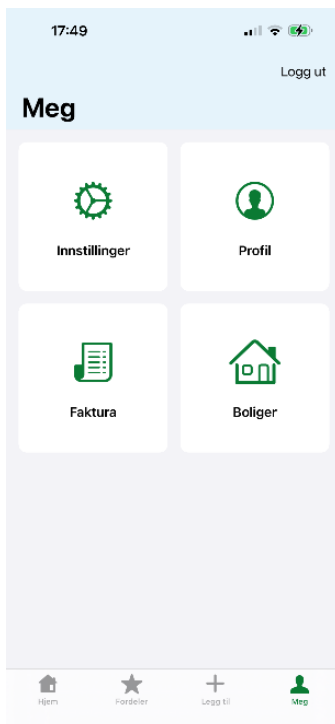 17:49
Logg ut
Meg
Innstillinger
Profil
Faktura
Boliger
Hjem
Fordeler
Legg til
Meg